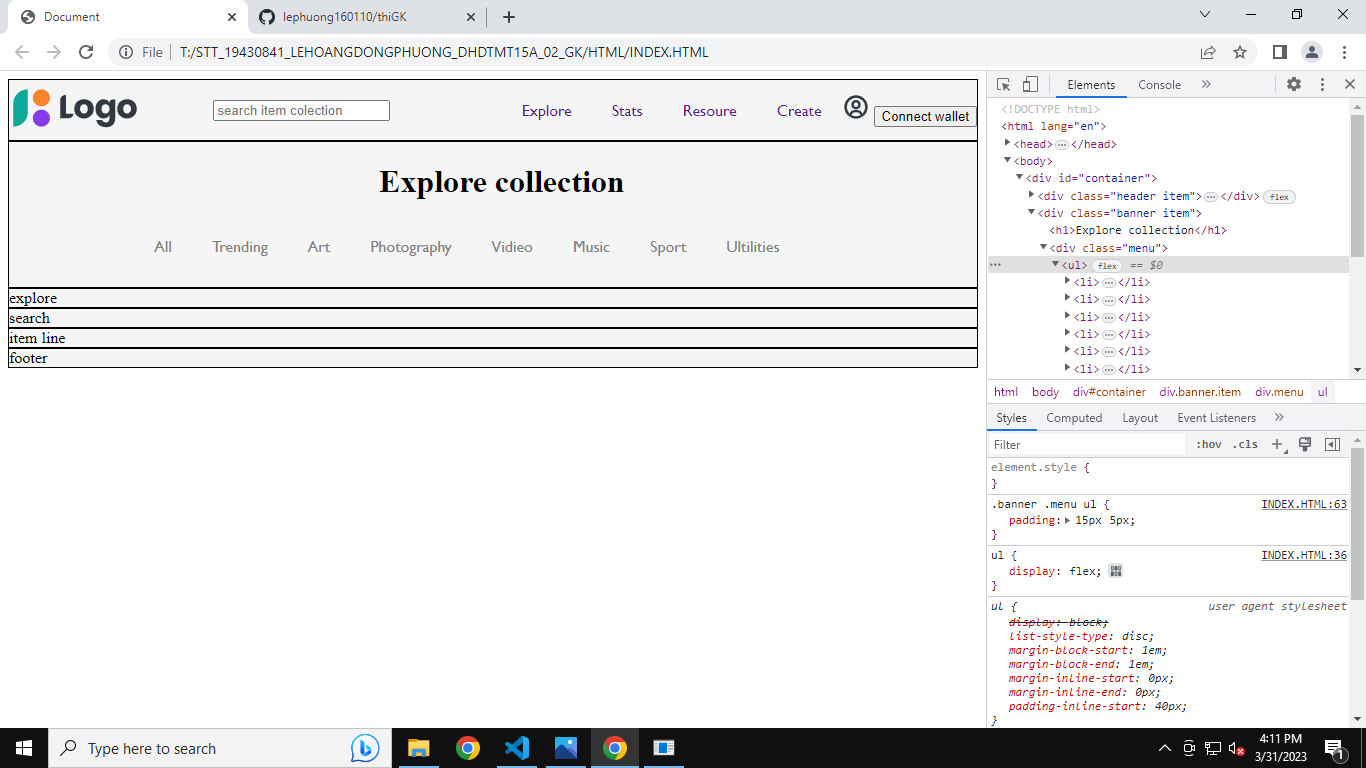 Document
lephuong160110/thiGK
File
T:/STT_19430841_LEHOANGDONGPHUONG_DHDTMT15A_02_GK/HTML/INDEX.HTML
Logo
search item colection
Explore
Stats
Resoure
Create
Connect wallet
Explore collection
All
Trending
Art
Photography
Vidieo
Music
Sport
Ultilities
explore
search
item line
footer
Elements
Console
<!DOCTYPE html>
<html lang="en">
<head>…</head>
<body>
<div id="container">
<div class="header item">…</div> flex
<div class="banner item">
<h1>Explore collection</h1>
<div class="menu">
<ul> flex == $0
<li>…</li>
<li>…</li>
<li>…</li>
<li>…</li>
<li>…</li>
<li>…</li>
html body div#container div.banner.item div.menu ul
Styles Computed Layout Event Listeners
Filter
:hov .cls
element.style {
}
.banner .menu ul { INDEX.HTML:63
padding: 15px 5px;
}
ul { INDEX.HTML:36
display: flex;
}
ul { user agent stylesheet
display: block;
list-style-type: disc;
margin-block-start: 1em;
margin-block-end: 1em;
margin-inline-start: 0px;
margin-inline-end: 0px;
padding-inline-start: 40px;
}
Type here to search
4:11 PM
3/31/2023
1